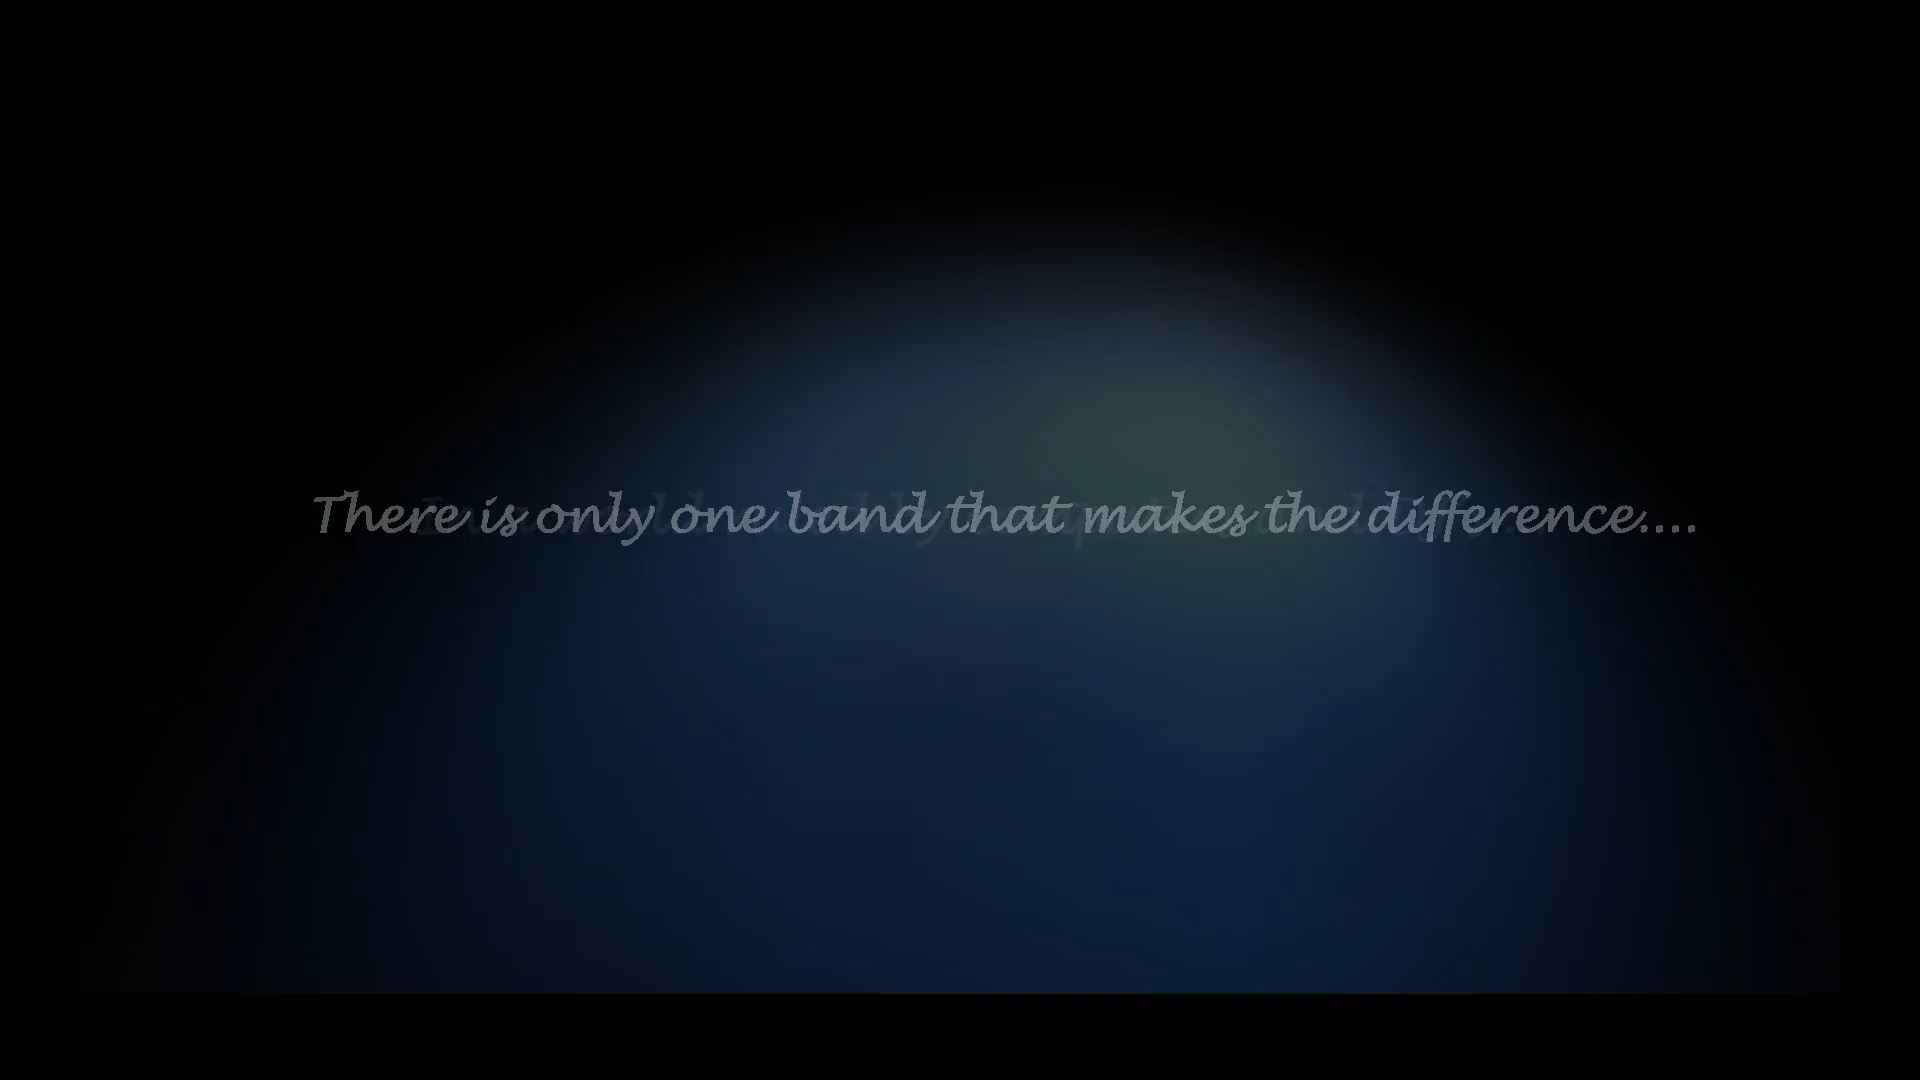 There is only one band that makes the difference....